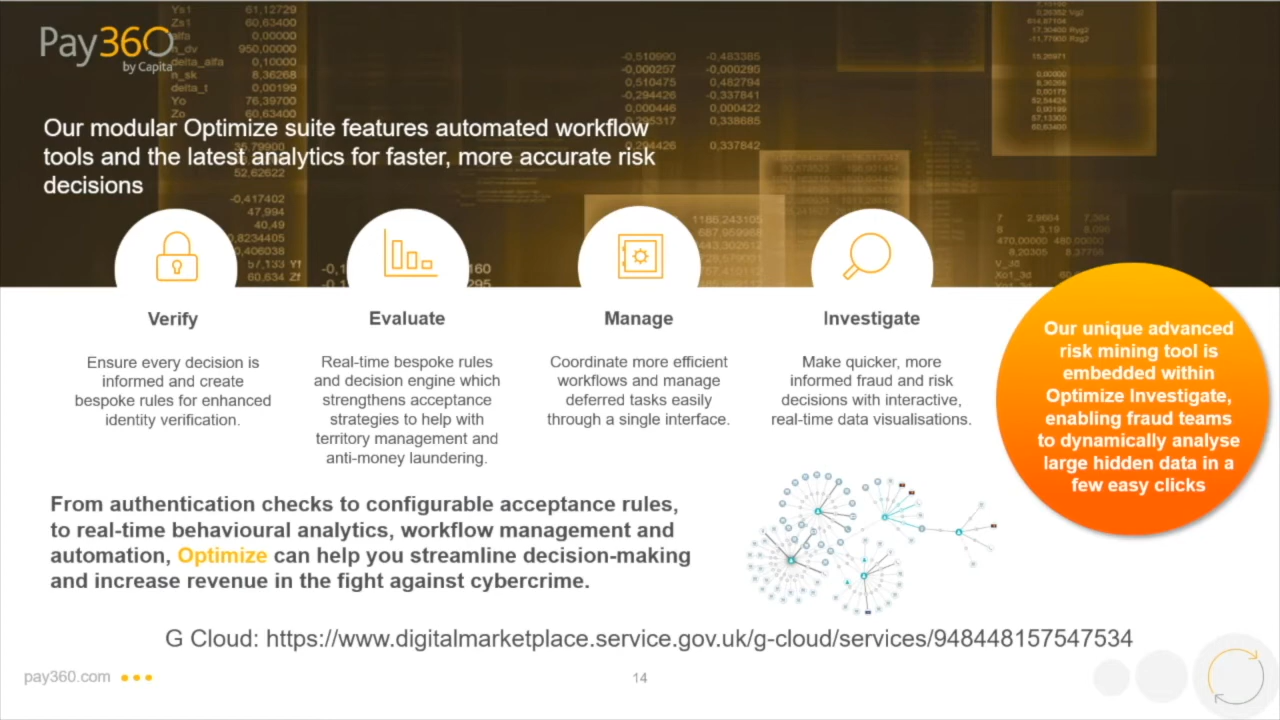 Pay360
by Capita
Our modular Optimize suite features automated workflow
tools and the latest analytics for faster, more accurate risk
decisions
Verify
Ensure every decision is
informed and create
bespoke rules for enhanced
identity verification.
Evaluate
Real-time bespoke rules
and decision engine which
strengthens acceptance
strategies to help with
territory management and
anti-money laundering.
Manage
Coordinate more efficient
workflows and manage
deferred tasks easily
through a single interface.
Investigate
Make quicker, more
informed fraud and risk
decisions with interactive,
real-time data visualisations.
Our unique advanced
risk mining tool is
embedded within
Optimize Investigate,
enabling fraud teams
to dynamically analyse
large hidden data in a
few easy clicks
From authentication checks to configurable acceptance rules,
to real-time behavioural analytics, workflow management and
automation, Optimize can help you streamline decision-making
and increase revenue in the fight against cybercrime.
G Cloud: https://www.digitalmarketplace.service.gov.uk/g-cloud/services/948448157547534
pay360.com
14